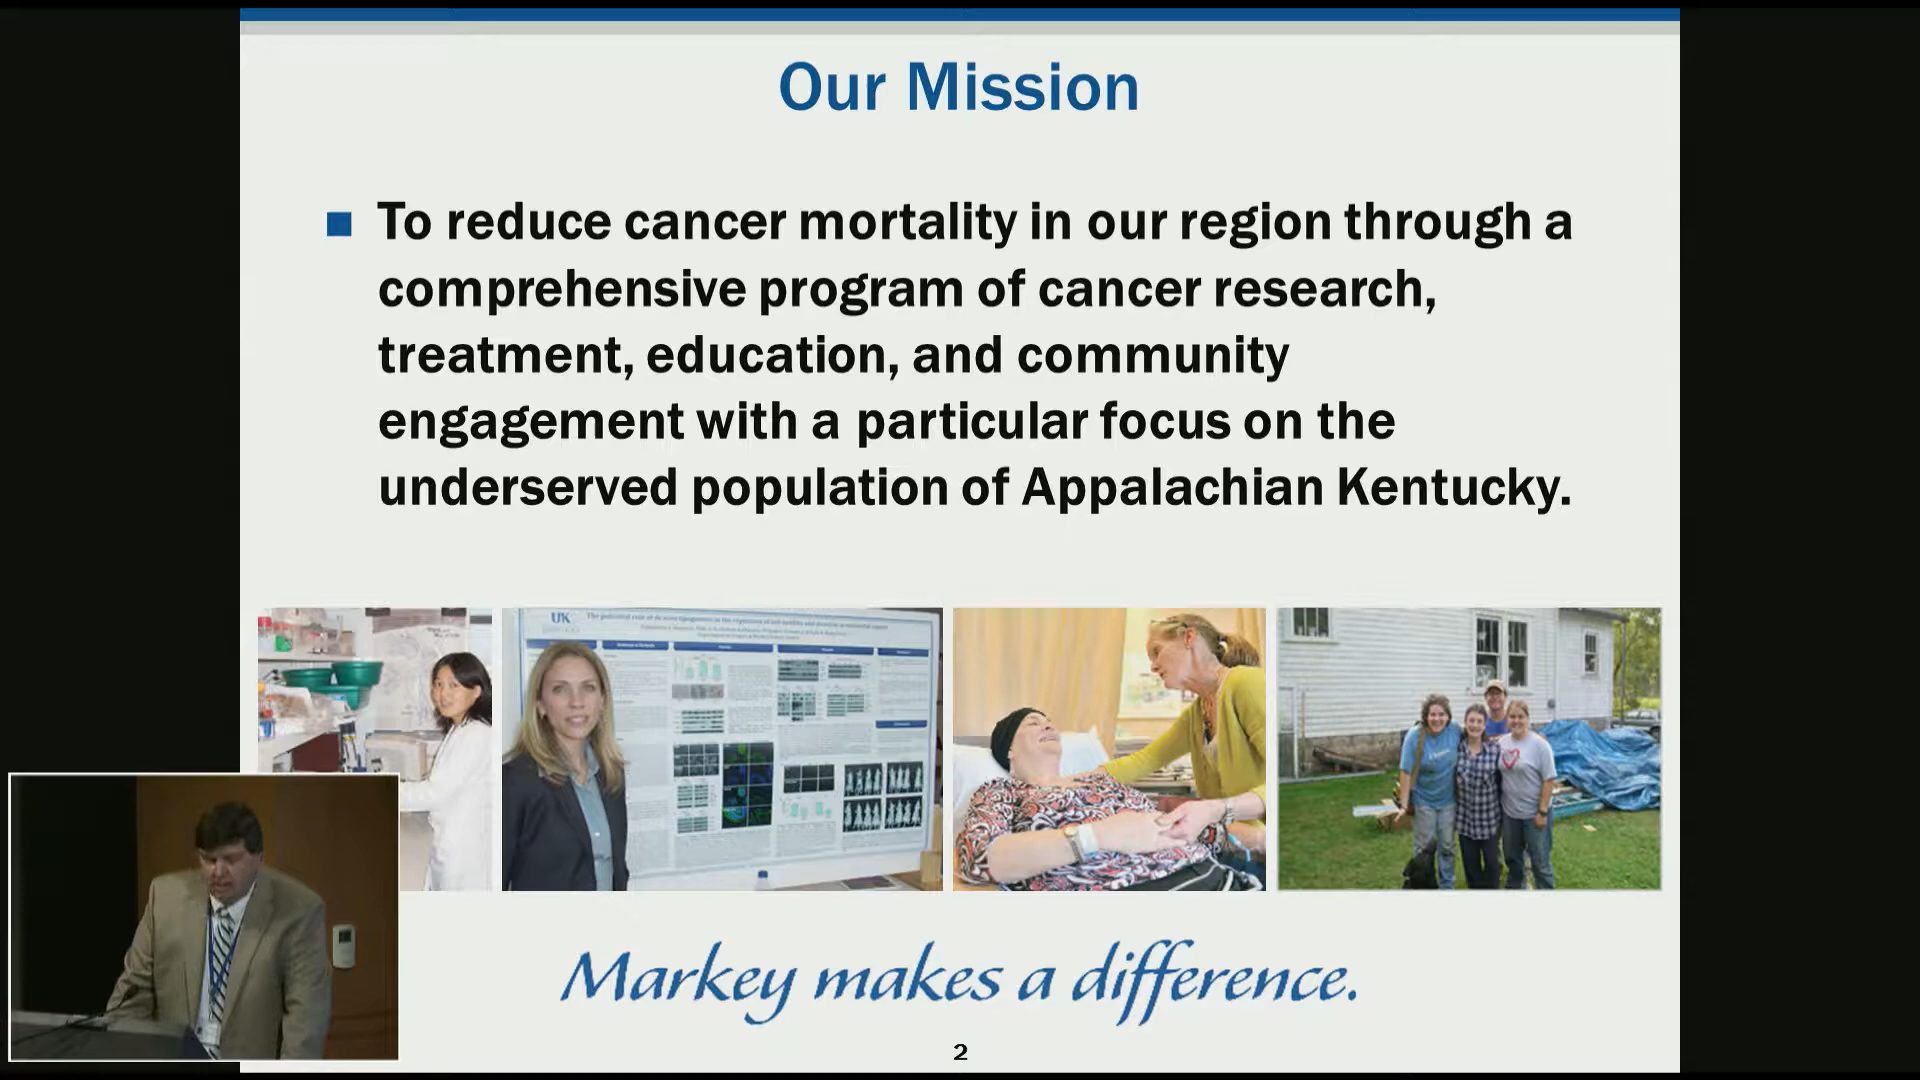 Our Mission
To reduce cancer mortality in our region through a
comprehensive program of cancer research,
treatment, education, and community
engagement with a particular focus on the
underserved population of Appalachian Kentucky.
UK
Markey makes a difference.
2